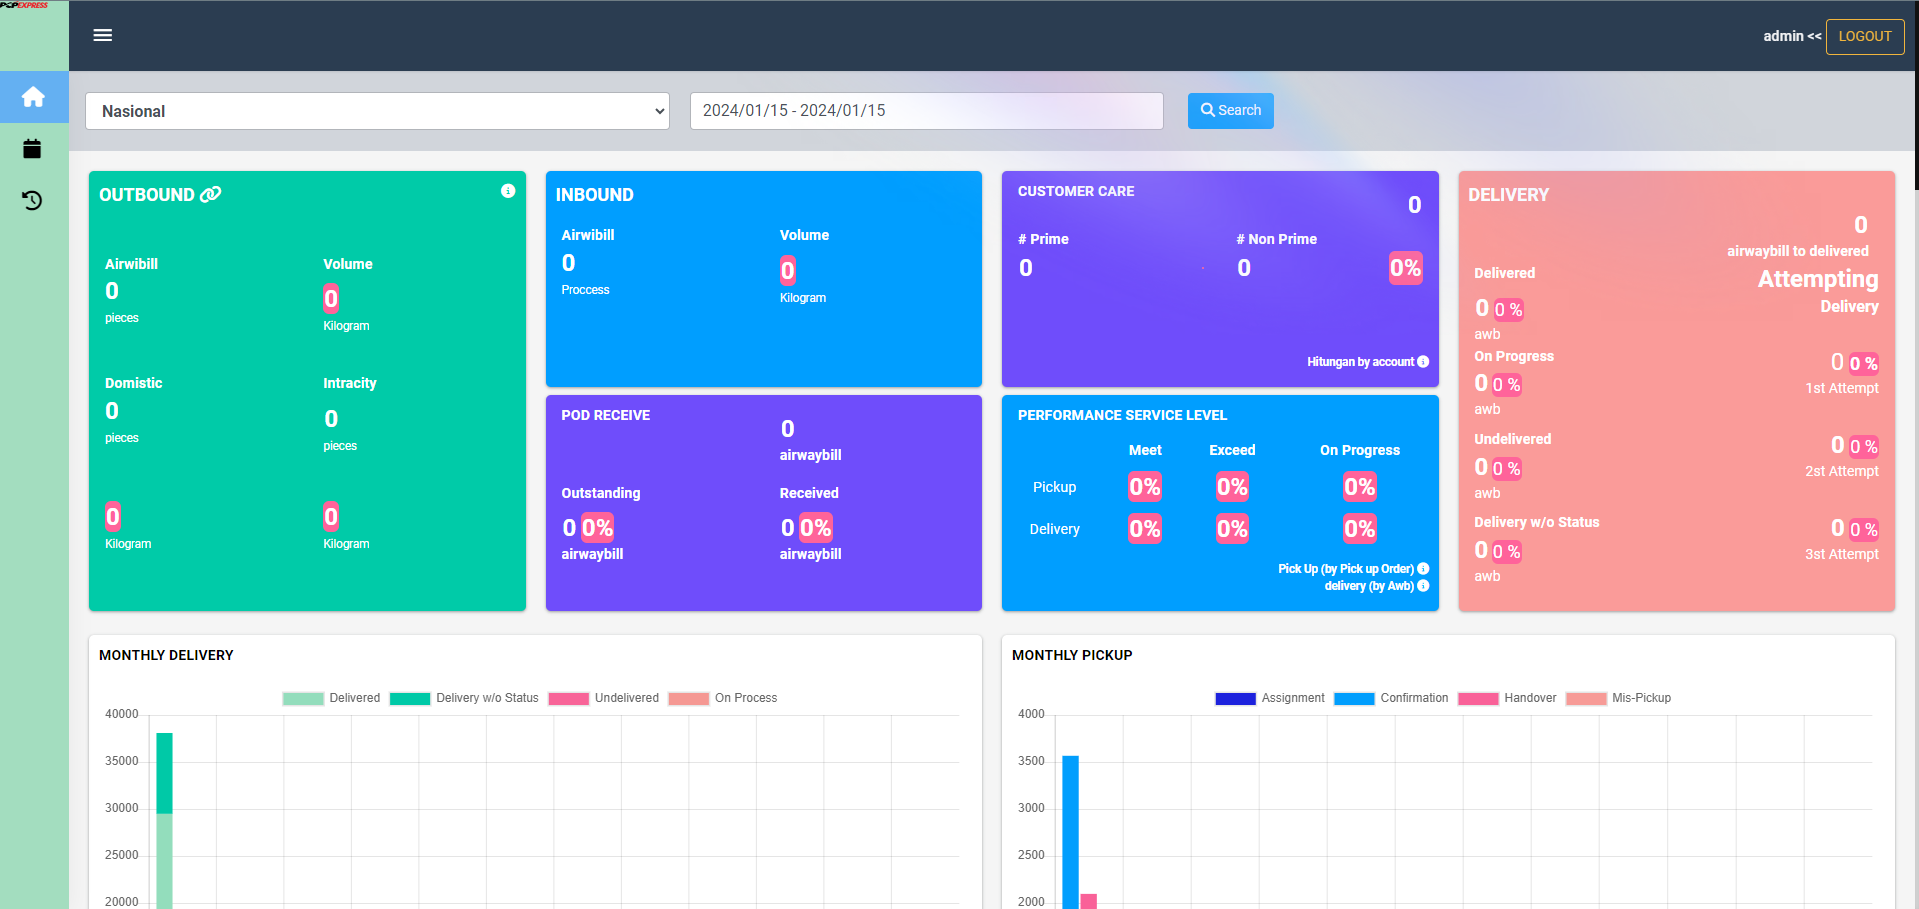 POPEXPRESS
admin << LOGOUT
Nasional
2024/01/15 - 2024/01/15
Search
OUTBOUND
Airwibill
Volume
0
0
pieces
Kilogram
Domistic
Intracity
0
0
pieces
pieces
0
0
Kilogram
Kilogram
INBOUND
Airwibill
Volume
0
0
Proccess
Kilogram
POD RECEIVE
0
airwaybill
Outstanding
Received
0 0%
0 0%
airwaybill
airwaybill
CUSTOMER CARE
0
# Prime
# Non Prime
0
0
0%
Hitungan by account
PERFORMANCE SERVICE LEVEL
Meet Exceed On Progress
Pickup 0% 0% 0%
Delivery 0% 0% 0%
Pick Up (by Pick up Order)
delivery (by Awb)
DELIVERY
0
airwaybill to delivered
Delivered
Attempting
Delivery
0 0 %
awb
On Progress
0 0 %
0 0 %
1st Attempt
awb
Undelivered
0 0 %
0 0 %
2st Attempt
awb
Delivery w/o Status
0 0 %
0 0 %
3st Attempt
awb
MONTHLY DELIVERY
Delivered Delivery w/o Status Undelivered On Process
40000
35000
30000
25000
20000
MONTHLY PICKUP
Assignment Confirmation Handover Mis-Pickup
4000
3500
3000
2500
2000